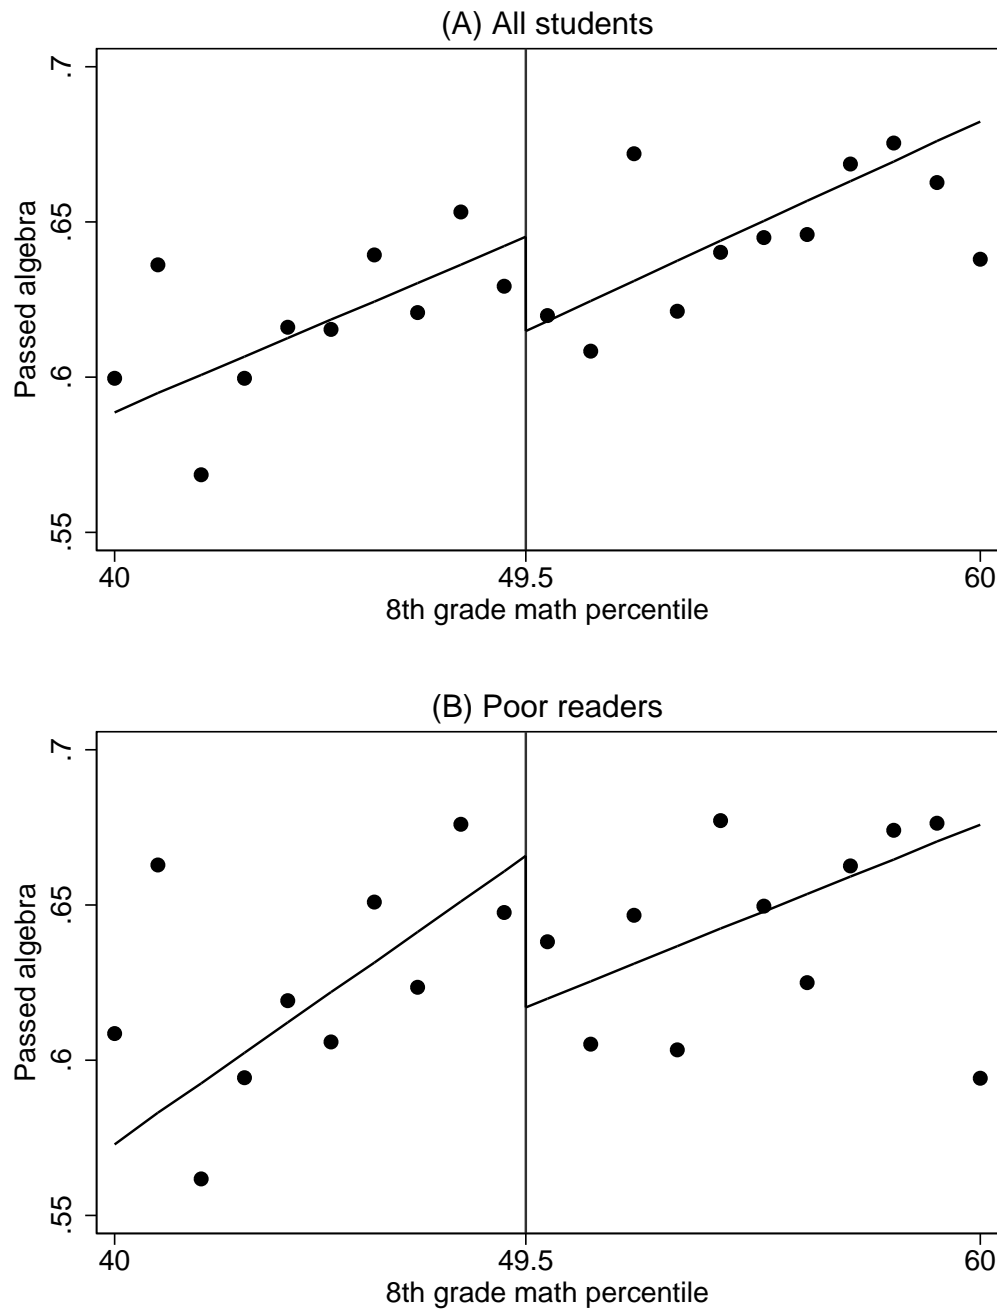 (A) All students
Passed algebra
.7
.65
.6
.55
40 49.5 60
8th grade math percentile
(B) Poor readers
Passed algebra
.7
.65
.6
.55
40 49.5 60
8th grade math percentile